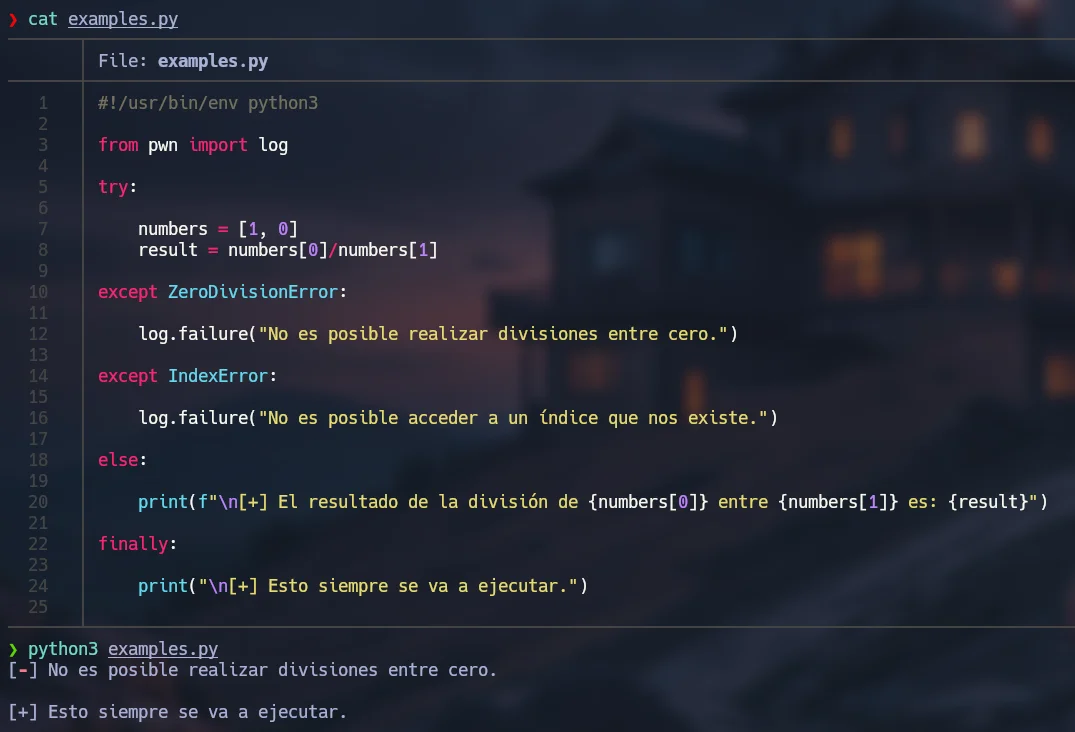 ❯ cat examples.py
File: examples.py
1 #!/usr/bin/env python3
2
3 from pwn import log
4
5 try:
6
7     numbers = [1, 0]
8     result = numbers[0]/numbers[1]
9
10 except ZeroDivisionError:
11
12     log.failure("No es posible realizar divisiones entre cero.")
13
14 except IndexError:
15
16     log.failure("No es posible acceder a un índice que nos existe.")
17
18 else:
19
20     print(f"\n[+] El resultado de la división de {numbers[0]} entre {numbers[1]} es: {result}")
21
22 finally:
23
24     print("\n[+] Esto siempre se va a ejecutar.")
25
❯ python3 examples.py
[-] No es posible realizar divisiones entre cero.
[+] Esto siempre se va a ejecutar.